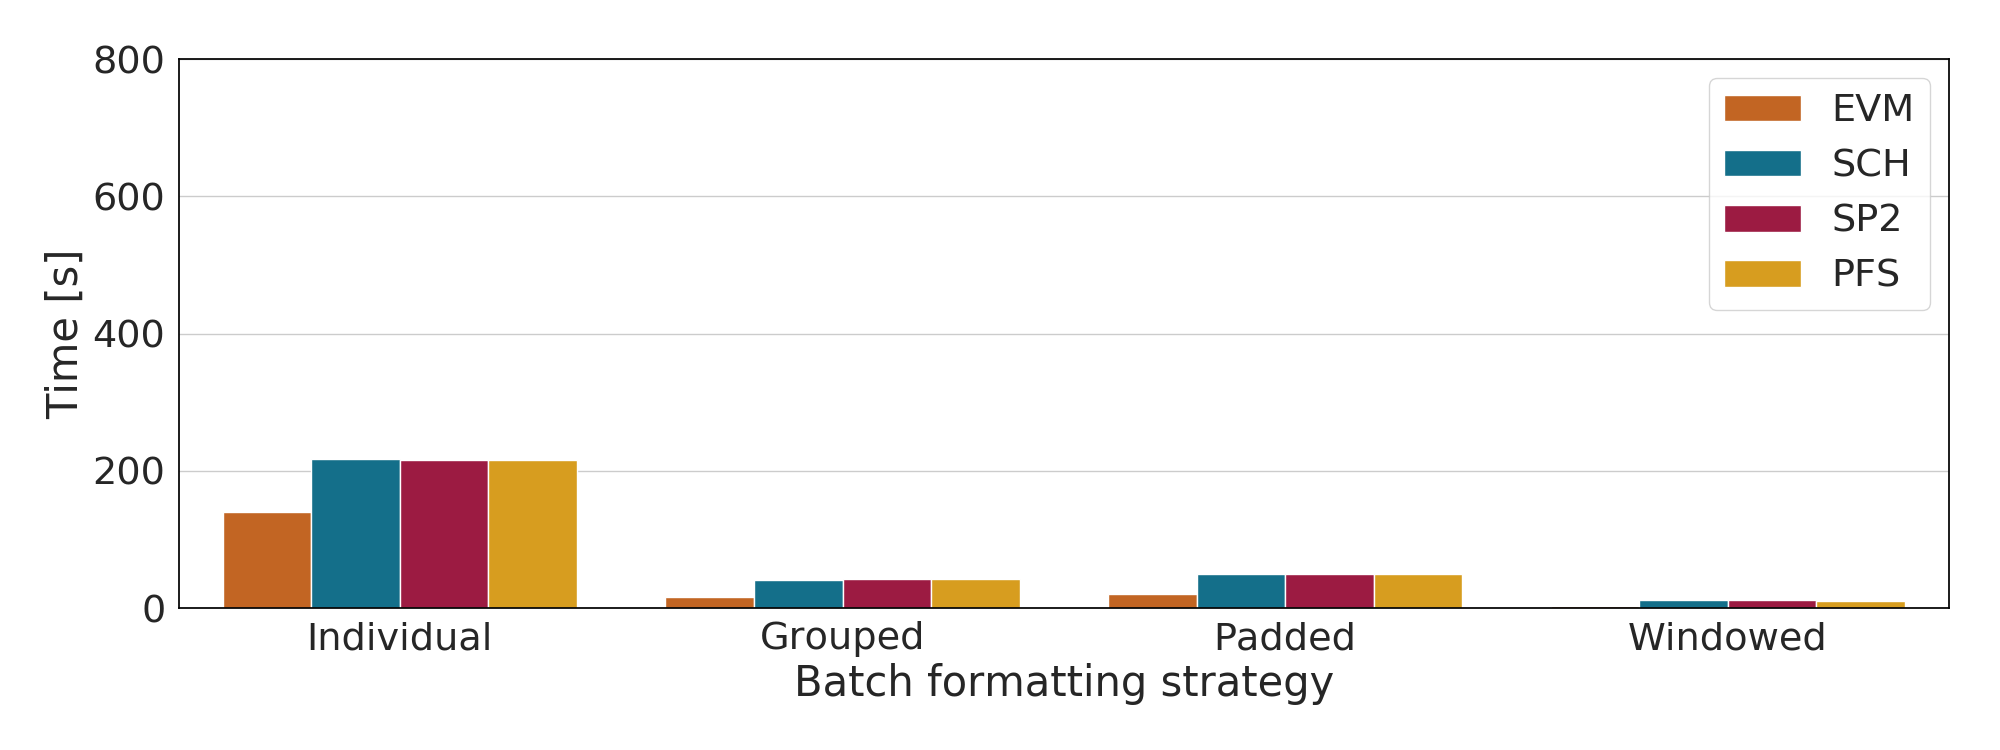 800
600
400
200
0
Time [s]
EVM
SCH
SP2
PFS
Individual
Grouped
Padded
Windowed
Batch formatting strategy